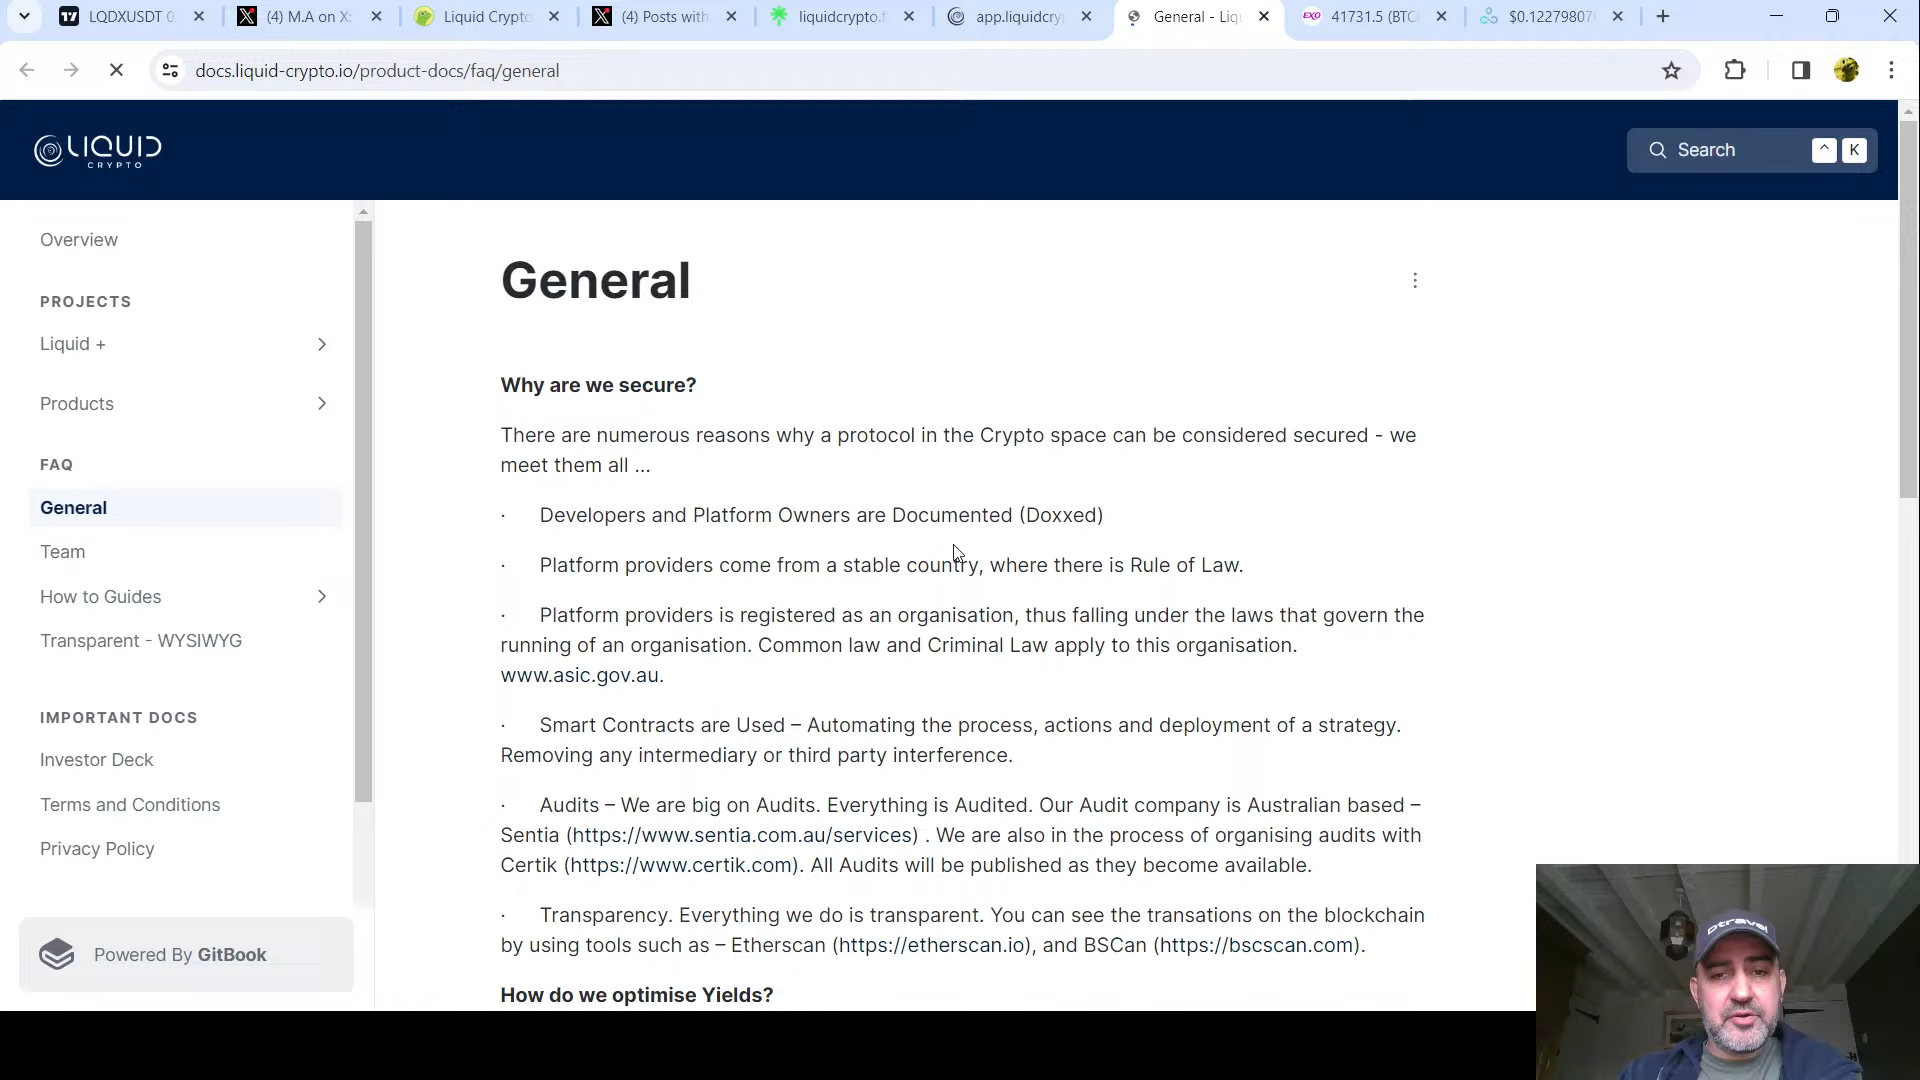 LQDXUSDT 0
(4) M.A on X:
Liquid Crypto
(4) Posts with
liquidcrypto.f
app.liquidcry
General - Liq
EXO 41731.5 (BTC
$0.1227980
docs.liquid-crypto.io/product-docs/faq/general
LIQUID
CRYPTO
Search ^ K
Overview
PROJECTS
Liquid +
Products
FAQ
General
Team
How to Guides
Transparent - WYSIWYG
IMPORTANT DOCS
Investor Deck
Terms and Conditions
Privacy Policy
Powered By GitBook
General
Why are we secure?
There are numerous reasons why a protocol in the Crypto space can be considered secured - we
meet them all ...
· Developers and Platform Owners are Documented (Doxxed)
· Platform providers come from a stable country, where there is Rule of Law.
· Platform providers is registered as an organisation, thus falling under the laws that govern the
running of an organisation. Common law and Criminal Law apply to this organisation.
www.asic.gov.au.
· Smart Contracts are Used – Automating the process, actions and deployment of a strategy.
Removing any intermediary or third party interference.
· Audits – We are big on Audits. Everything is Audited. Our Audit company is Australian based –
Sentia (https://www.sentia.com.au/services) . We are also in the process of organising audits with
Certik (https://www.certik.com). All Audits will be published as they become available.
· Transparency. Everything we do is transparent. You can see the transations on the blockchain
by using tools such as – Etherscan (https://etherscan.io), and BSCan (https://bscscan.com).
How do we optimise Yields?
dtravel